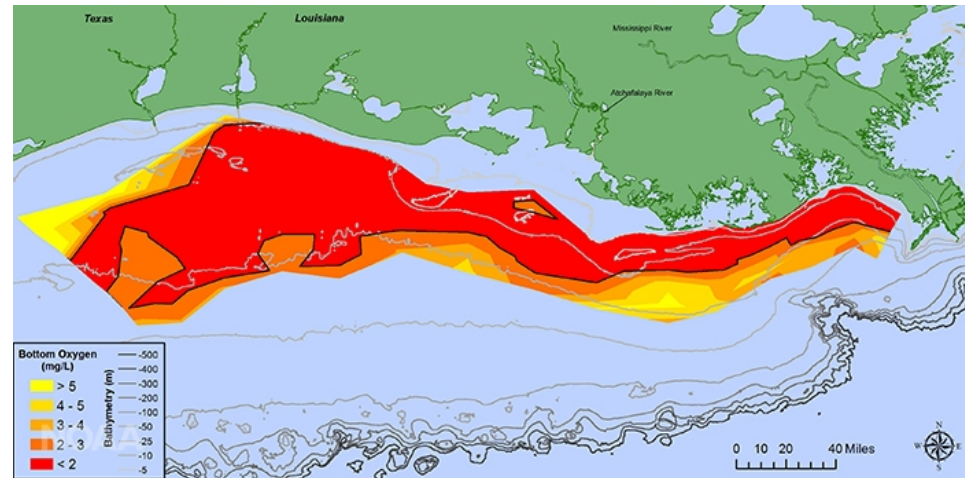 Texas
Louisiana
Mississippi River
Atchafalaya River
Bottom Oxygen
(mg/L)
> 5
4 - 5
3 - 4
2 - 3
< 2
Bathymetry (m)
-500
-400
-300
-200
-100
-50
-25
-10
-5
NOAA
0 10 20 40 Miles
N
W E
S